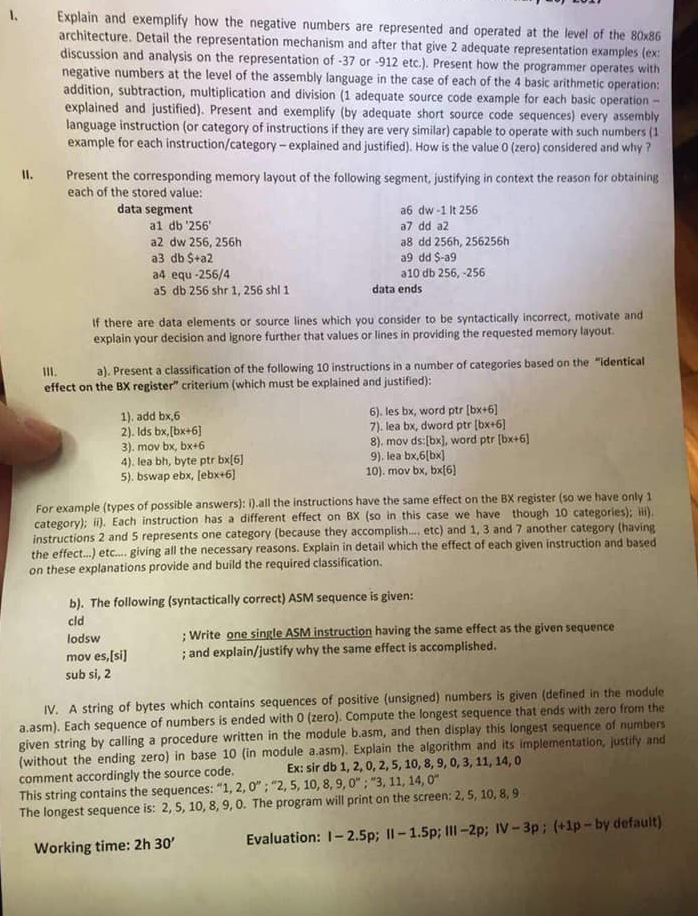 I. Explain and exemplify how the negative numbers are represented and operated at the level of the 80x86
architecture. Detail the representation mechanism and after that give 2 adequate representation examples (ex:
discussion and analysis on the representation of -37 or -912 etc.). Present how the programmer operates with
negative numbers at the level of the assembly language in the case of each of the 4 basic arithmetic operation:
addition, subtraction, multiplication and division (1 adequate source code example for each basic operation –
explained and justified). Present and exemplify (by adequate short source code sequences) every assembly
language instruction (or category of instructions if they are very similar) capable to operate with such numbers (1
example for each instruction/category – explained and justified). How is the value 0 (zero) considered and why ?
II. Present the corresponding memory layout of the following segment, justifying in context the reason for obtaining
each of the stored value:
data segment
a1 db '256'
a2 dw 256, 256h
a3 db $+a2
a4 equ -256/4
a5 db 256 shr 1, 256 shl 1
a6 dw -1 lt 256
a7 dd a2
a8 dd 256h, 256256h
a9 dd $-a9
a10 db 256, -256
data ends
If there are data elements or source lines which you consider to be syntactically incorrect, motivate and
explain your decision and ignore further that values or lines in providing the requested memory layout.
III. a). Present a classification of the following 10 instructions in a number of categories based on the "identical
effect on the BX register" criterium (which must be explained and justified):
1). add bx,6
2). lds bx,[bx+6]
3). mov bx, bx+6
4). lea bh, byte ptr bx[6]
5). bswap ebx, [ebx+6]
6). les bx, word ptr [bx+6]
7). lea bx, dword ptr [bx+6]
8). mov ds:[bx], word ptr [bx+6]
9). lea bx,6[bx]
10). mov bx, bx[6]
For example (types of possible answers): i).all the instructions have the same effect on the BX register (so we have only 1
category); ii). Each instruction has a different effect on BX (so in this case we have though 10 categories); iii).
instructions 2 and 5 represents one category (because they accomplish.... etc) and 1, 3 and 7 another category (having
the effect...) etc.... giving all the necessary reasons. Explain in detail which the effect of each given instruction and based
on these explanations provide and build the required classification.
b). The following (syntactically correct) ASM sequence is given:
cld
lodsw ; Write one single ASM instruction having the same effect as the given sequence
mov es,[si] ; and explain/justify why the same effect is accomplished.
sub si, 2
IV. A string of bytes which contains sequences of positive (unsigned) numbers is given (defined in the module
a.asm). Each sequence of numbers is ended with 0 (zero). Compute the longest sequence that ends with zero from the
given string by calling a procedure written in the module b.asm, and then display this longest sequence of numbers
(without the ending zero) in base 10 (in module a.asm). Explain the algorithm and its implementation, justify and
comment accordingly the source code. Ex: sir db 1, 2, 0, 2, 5, 10, 8, 9, 0, 3, 11, 14, 0
This string contains the sequences: "1, 2, 0" ; "2, 5, 10, 8, 9, 0" ; "3, 11, 14, 0"
The longest sequence is: 2, 5, 10, 8, 9, 0. The program will print on the screen: 2, 5, 10, 8, 9
Working time: 2h 30' Evaluation: I – 2.5p; II – 1.5p; III –2p; IV – 3p ; (+1p – by default)